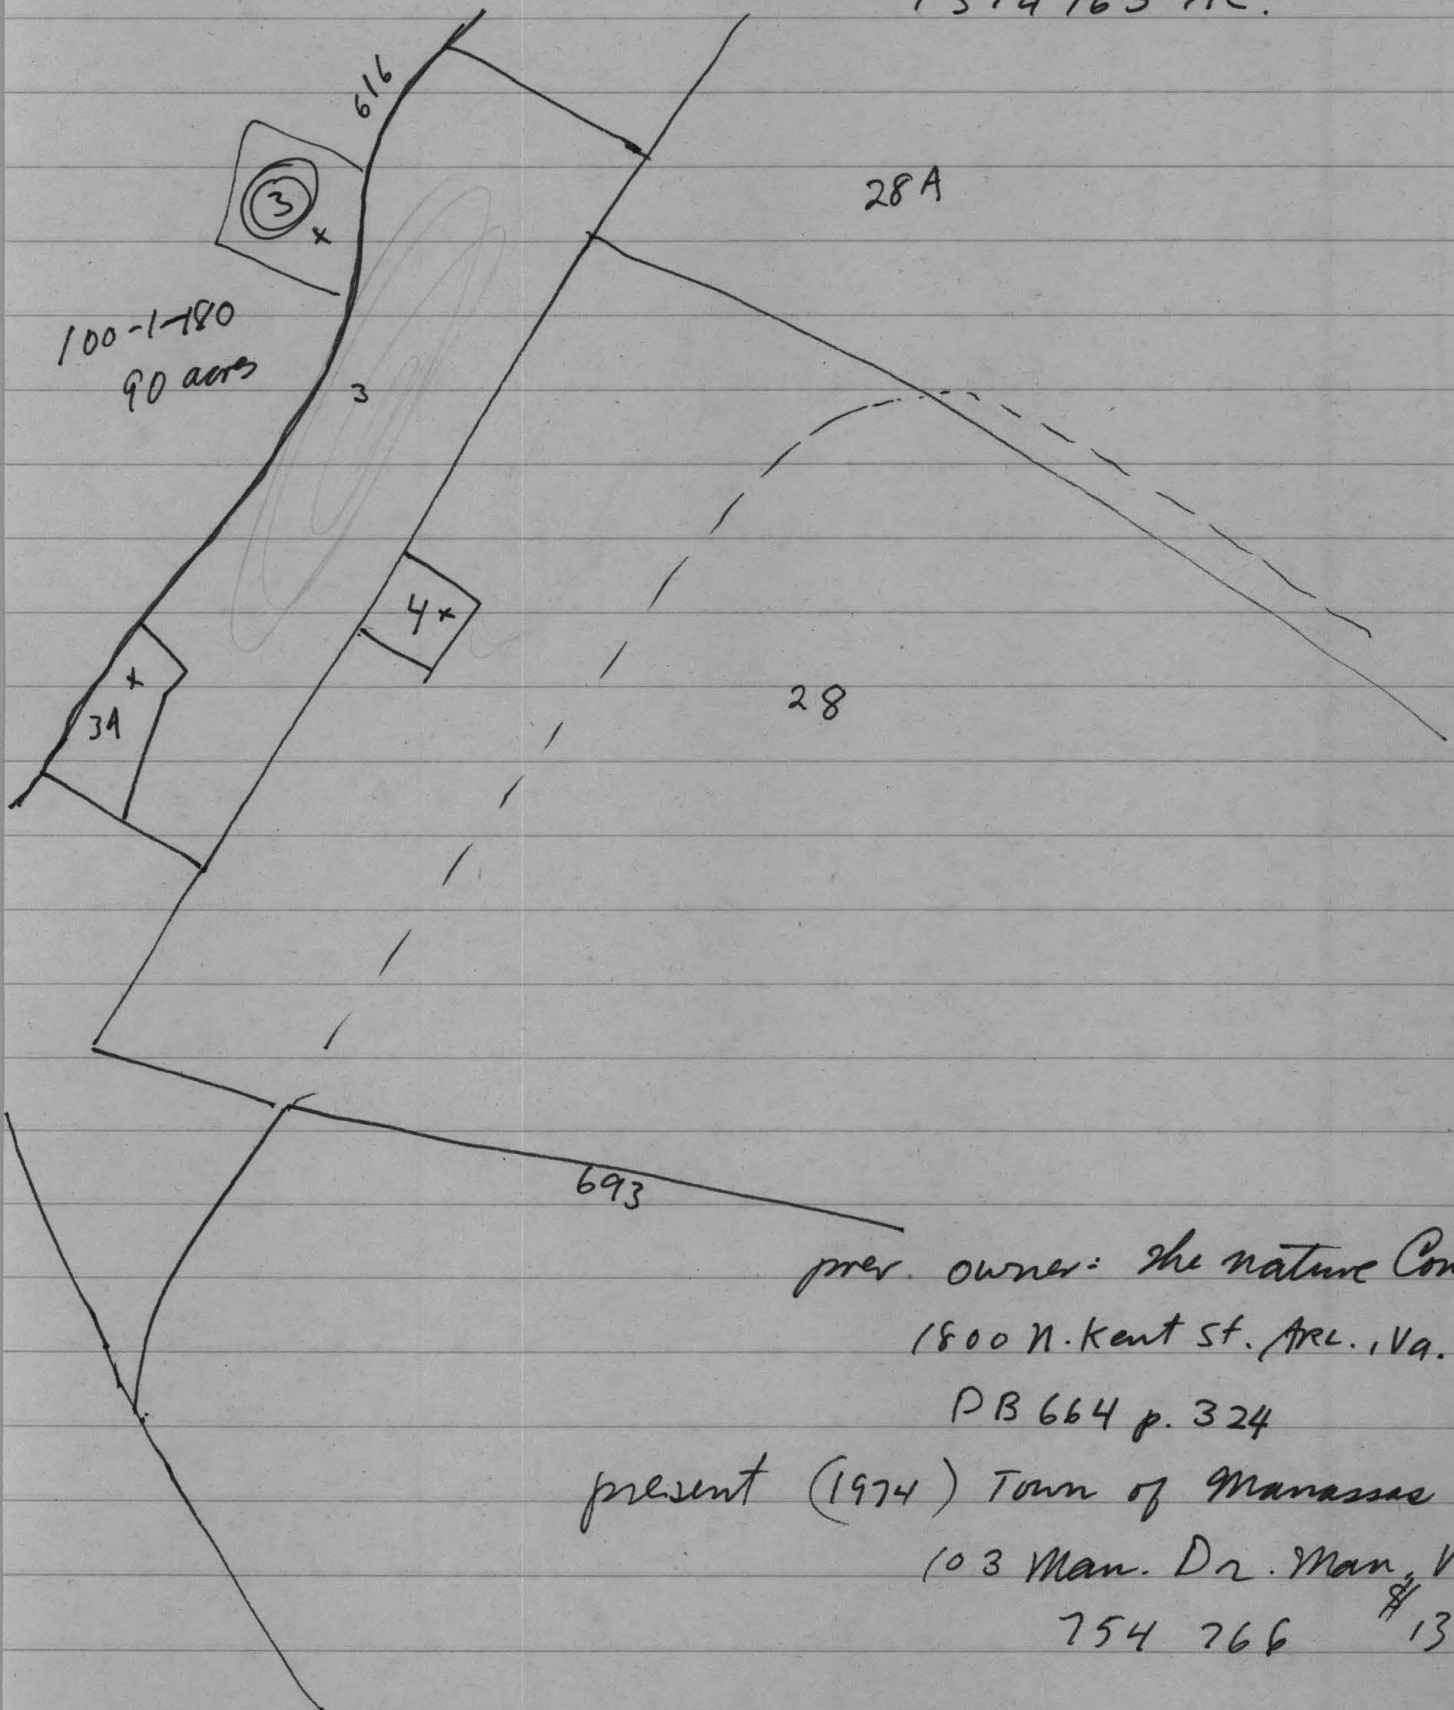 616
28A
3
100-1-180
90 acres
3
4
3A
28
693
prev. owner: The nature Con
1800 N. Kent St. ARL., Va.
DB 664 p. 324
present (1974) Town of Manassas
103 Man. Dr. Man., V
754 766 $13